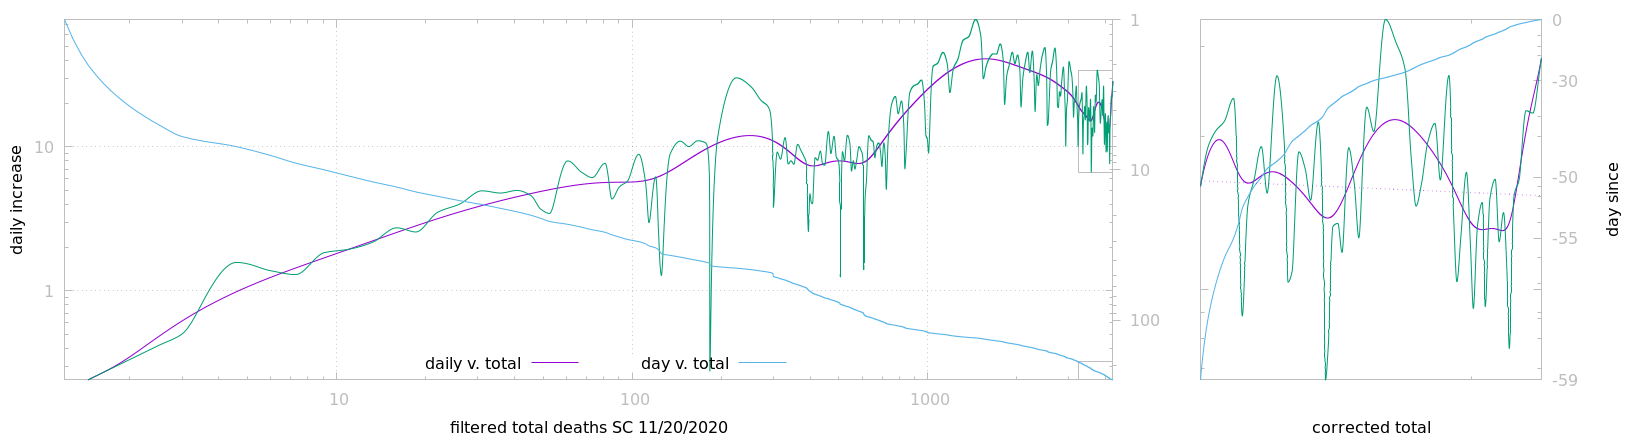 1
0
-30
10
10
-50
-55
1
100
daily v. total
day v. total
-59
10
100
1000
filtered total deaths SC 11/20/2020
corrected total
daily increase
day since